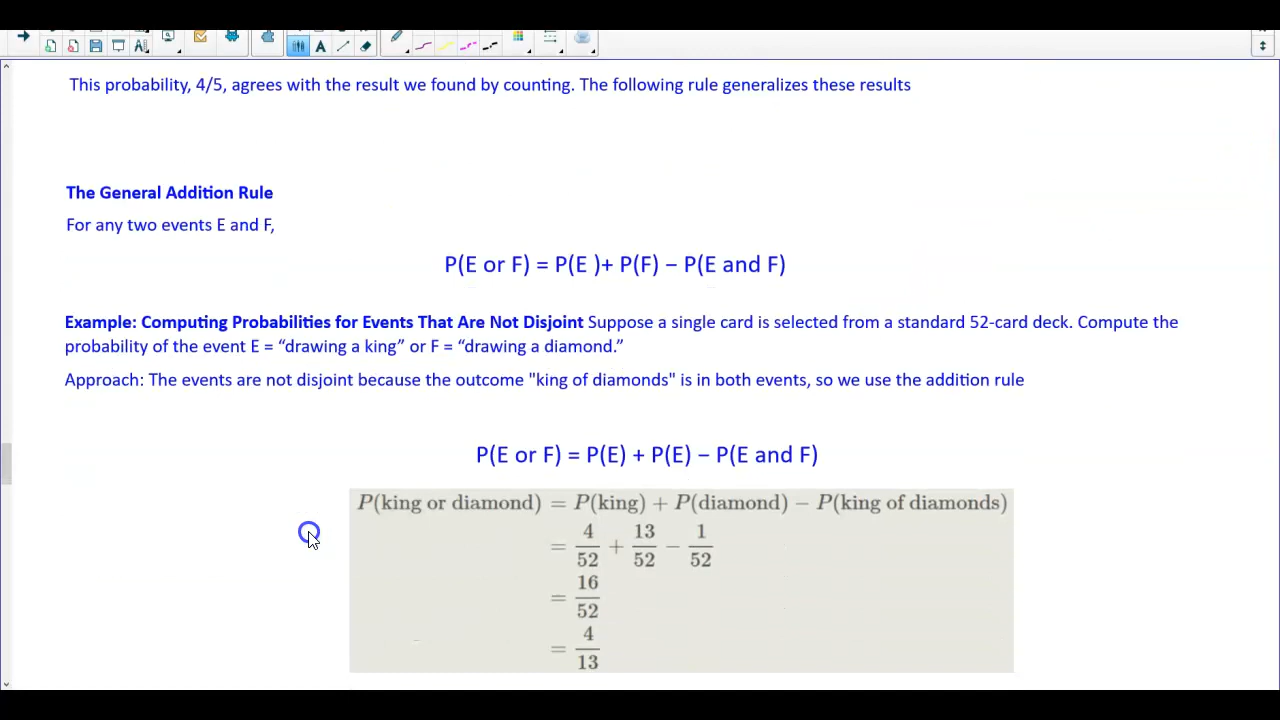 This probability, 4/5, agrees with the result we found by counting. The following rule generalizes these results
The General Addition Rule
For any two events E and F,
P(E or F) = P(E )+ P(F) − P(E and F)
Example: Computing Probabilities for Events That Are Not Disjoint Suppose a single card is selected from a standard 52-card deck. Compute the
probability of the event E = “drawing a king” or F = “drawing a diamond.”
Approach: The events are not disjoint because the outcome "king of diamonds" is in both events, so we use the addition rule
P(E or F) = P(E) + P(E) − P(E and F)
P(king or diamond) = P(king) + P(diamond) − P(king of diamonds)
= 4/52 + 13/52 − 1/52
= 16/52
= 4/13